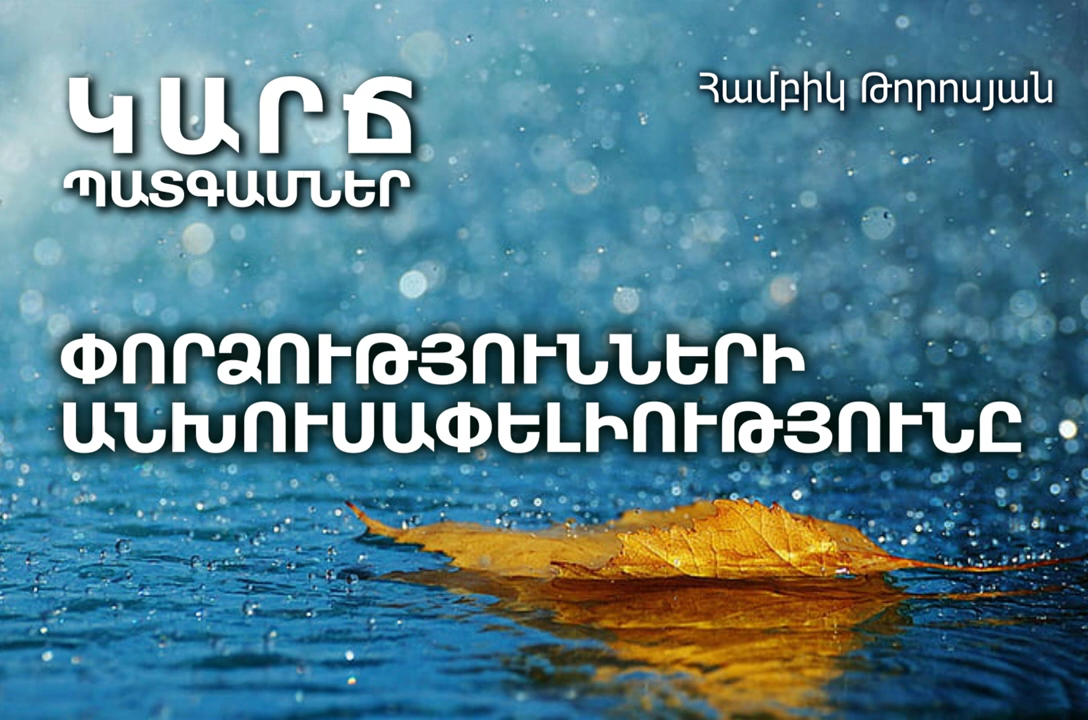 ԿԱՐՃ
ՊԱՏԳԱՄՆԵՐ
Համբիկ Թորոսյան
ՓՈՐՁՈՒԹՅՈՒՆՆԵՐԻ
ԱՆԽՈՒՍԱՓԵԼԻՈՒԹՅՈՒՆԸ